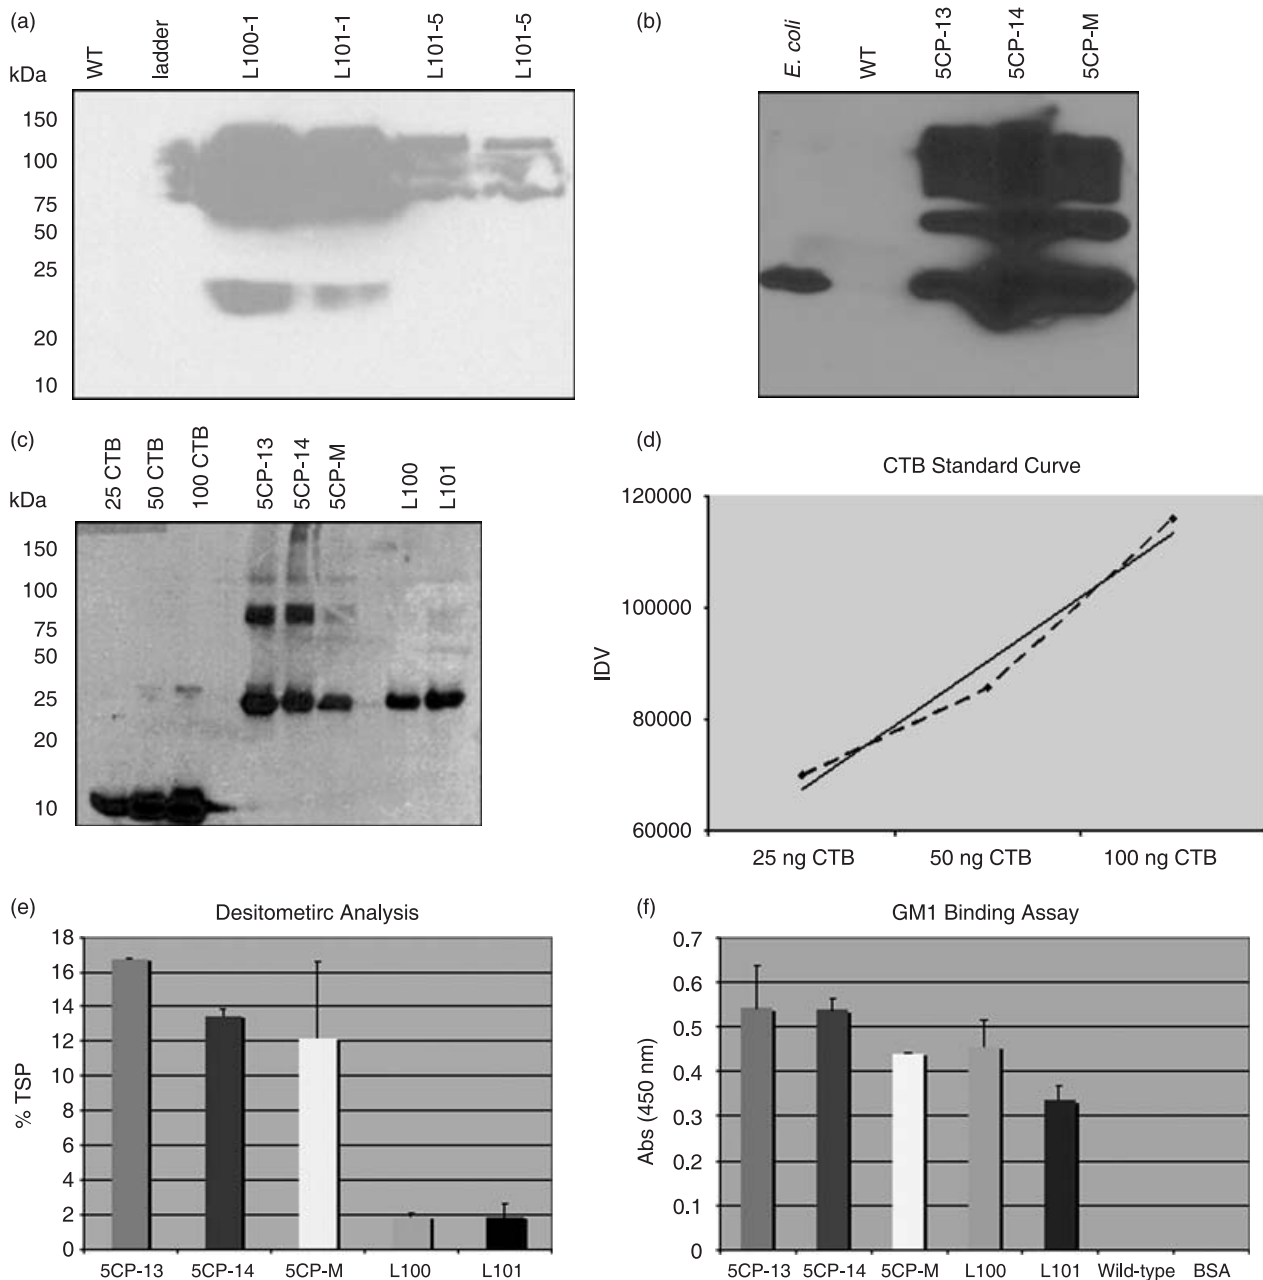 (a)
WT
ladder
L100-1
L101-1
L101-5
L101-5
kDa
150
100
75
50
25
20
10
(b)
E. coli
WT
5CP-13
5CP-14
5CP-M
(c)
25 CTB
50 CTB
100 CTB
5CP-13
5CP-14
5CP-M
L100
L101
kDa
150
100
75
50
25
20
10
(d)
CTB Standard Curve
IDV
120000
100000
80000
60000
25 ng CTB
50 ng CTB
100 ng CTB
(e)
Desitometirc Analysis
% TSP
18
16
14
12
10
8
6
4
2
0
5CP-13
5CP-14
5CP-M
L100
L101
(f)
GM1 Binding Assay
Abs (450 nm)
0.7
0.6
0.5
0.4
0.3
0.2
0.1
0
5CP-13
5CP-14
5CP-M
L100
L101
Wild-type
BSA